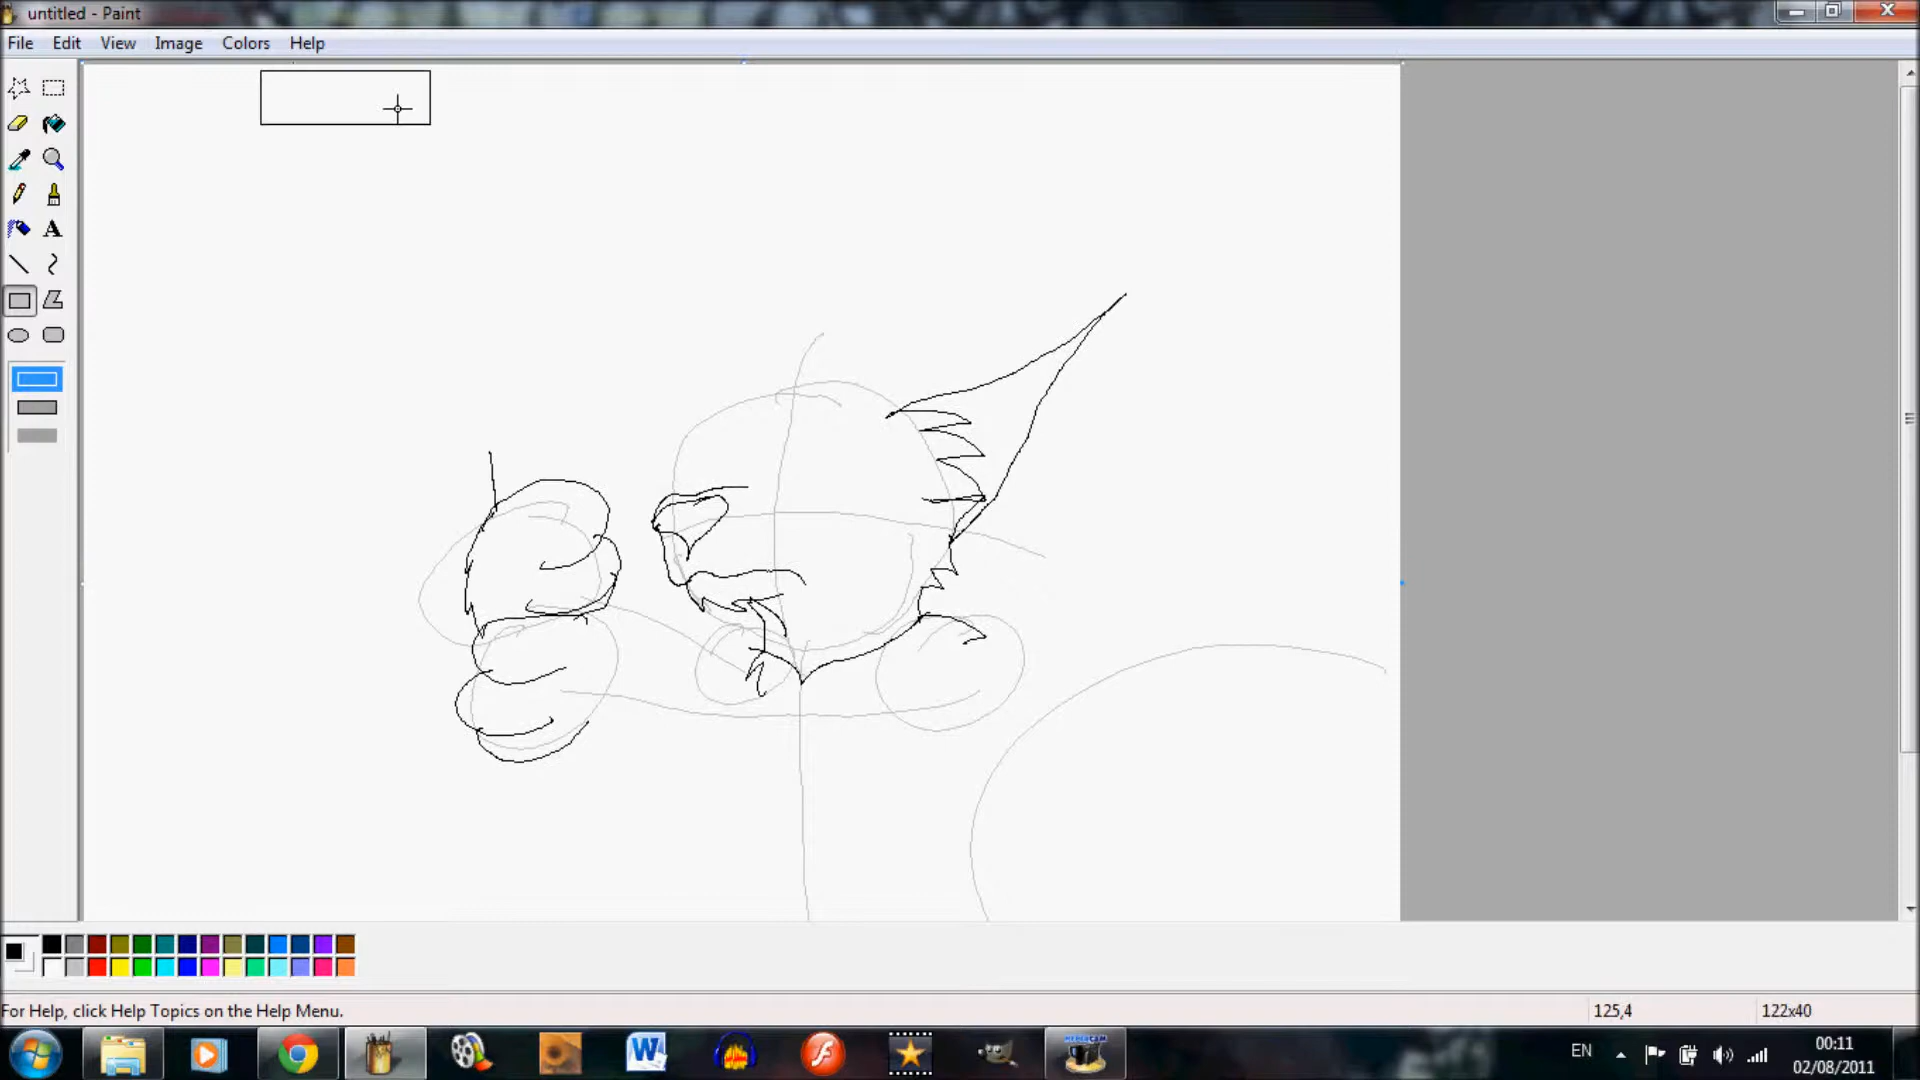 untitled - Paint
File Edit View Image Colors Help
A
For Help, click Help Topics on the Help Menu.
125,4
122x40
W
EN
00:11
02/08/2011